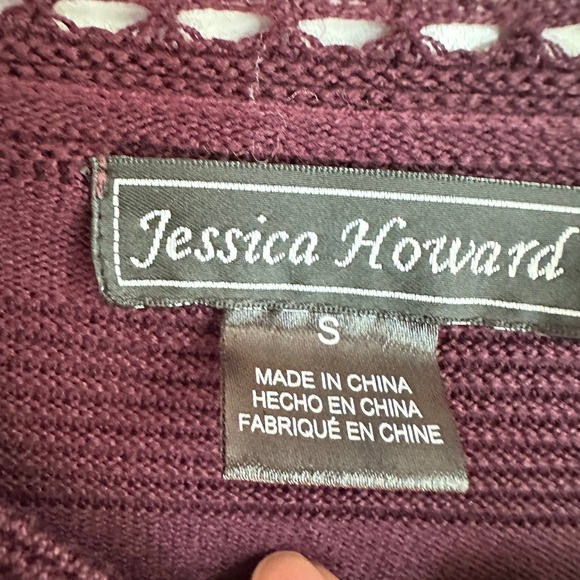 Jessica Howard
S
MADE IN CHINA
HECHO EN CHINA
FABRIQUÉ EN CHINE